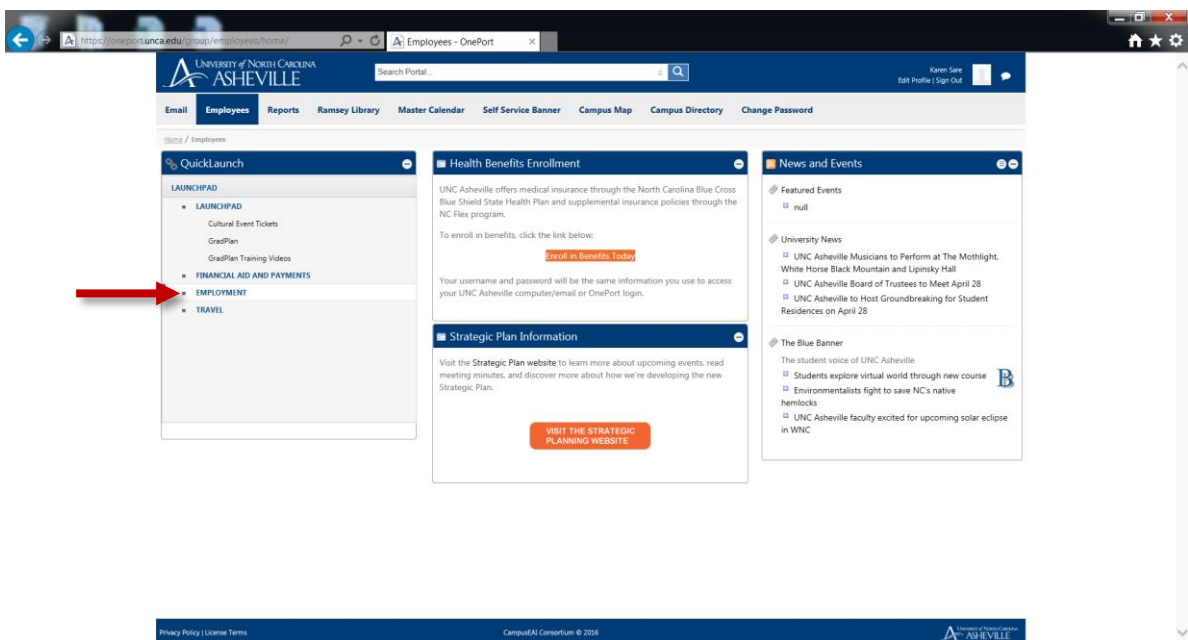 https://oneport.unca.edu/group/employees/home/
Employees - OnePort
UNIVERSITY of NORTH CAROLINA
ASHEVILLE
Search Portal...
Karen Sare
Edit Profile | Sign Out
Email Employees Reports Ramsey Library Master Calendar Self Service Banner Campus Map Campus Directory Change Password
Home / Employees
QuickLaunch
LAUNCHPAD
LAUNCHPAD
Cultural Event Tickets
GradPlan
GradPlan Training Videos
FINANCIAL AID AND PAYMENTS
EMPLOYMENT
TRAVEL
Health Benefits Enrollment
UNC Asheville offers medical insurance through the North Carolina Blue Cross
Blue Shield State Health Plan and supplemental insurance policies through the
NC Flex program.
To enroll in benefits, click the link below:
Enroll in Benefits Today
Your username and password will be the same information you use to access
your UNC Asheville computer/email or OnePort login.
Strategic Plan Information
Visit the Strategic Plan website to learn more about upcoming events, read
meeting minutes, and discover more about how we're developing the new
Strategic Plan.
VISIT THE STRATEGIC
PLANNING WEBSITE
News and Events
Featured Events
null
University News
UNC Asheville Musicians to Perform at The Mothlight,
White Horse Black Mountain and Lipinsky Hall
UNC Asheville Board of Trustees to Meet April 28
UNC Asheville to Host Groundbreaking for Student
Residences on April 28
The Blue Banner
The student voice of UNC Asheville
Students explore virtual world through new course
Environmentalists fight to save NC's native
hemlocks
UNC Asheville faculty excited for upcoming solar eclipse
in WNC
Privacy Policy | License Terms
CampusEAI Consortium © 2016
UNIVERSITY of NORTH CAROLINA
ASHEVILLE